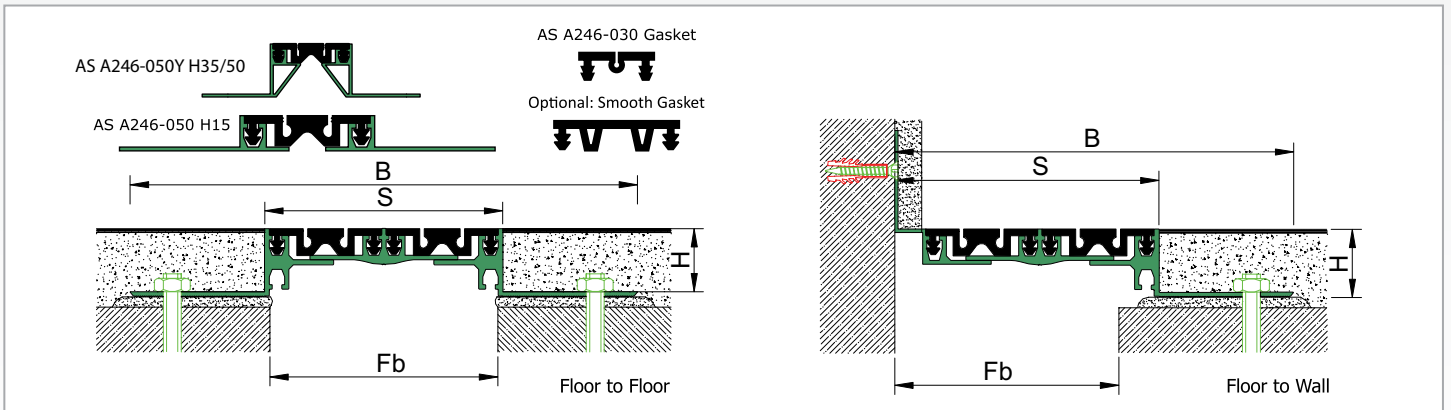 AS A246-050Y H35/50
AS A246-030 Gasket
Optional: Smooth Gasket
AS A246-050 H15
B
S
H
Fb
Floor to Floor
B
S
H
Fb
Floor to Wall